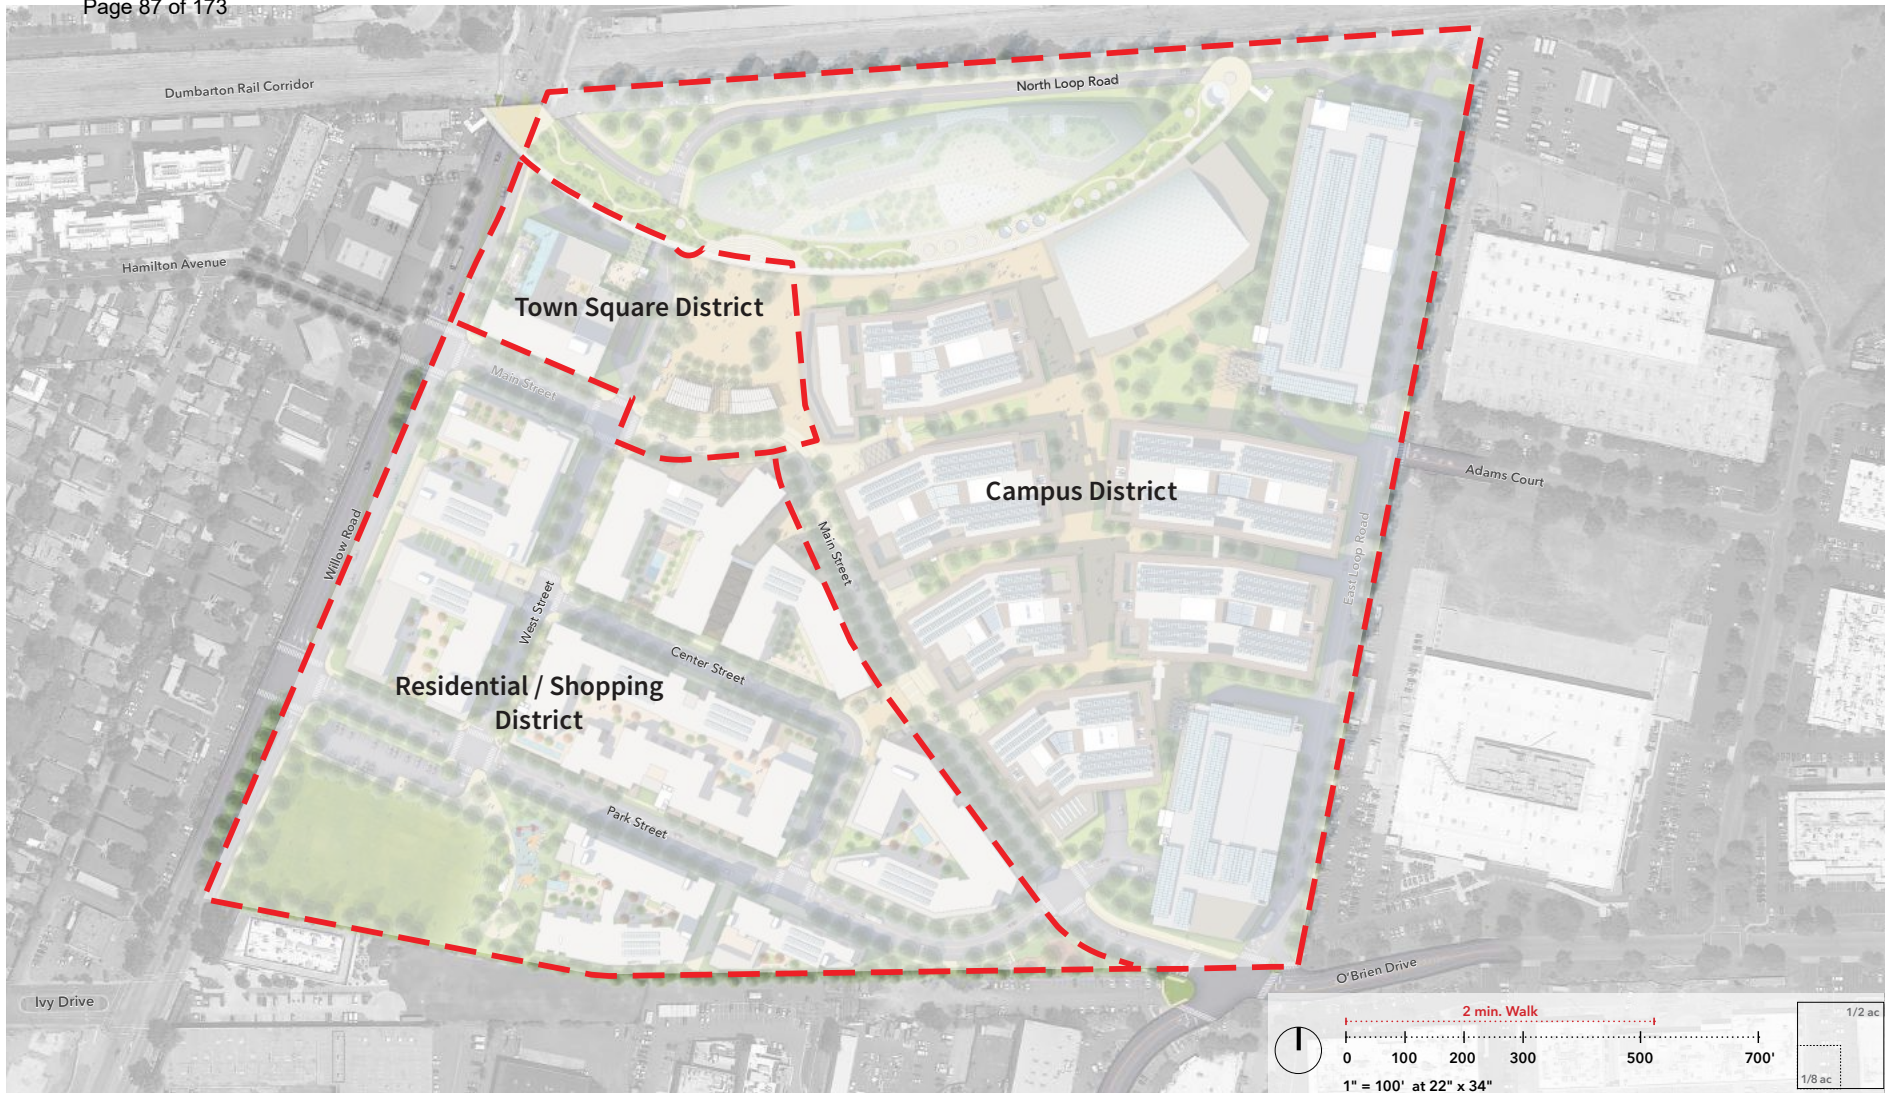 Page 87 of 173
Dumbarton Rail Corridor
North Loop Road
Hamilton Avenue
Town Square District
Main Street
Adams Court
Campus District
Willow Road
Main Street
East Loop Road
West Street
Center Street
Residential / Shopping
District
Park Street
O'Brien Drive
Ivy Drive
2 min. Walk
0 100 200 300 500 700'
1" = 100' at 22" x 34"
1/2 ac
1/8 ac